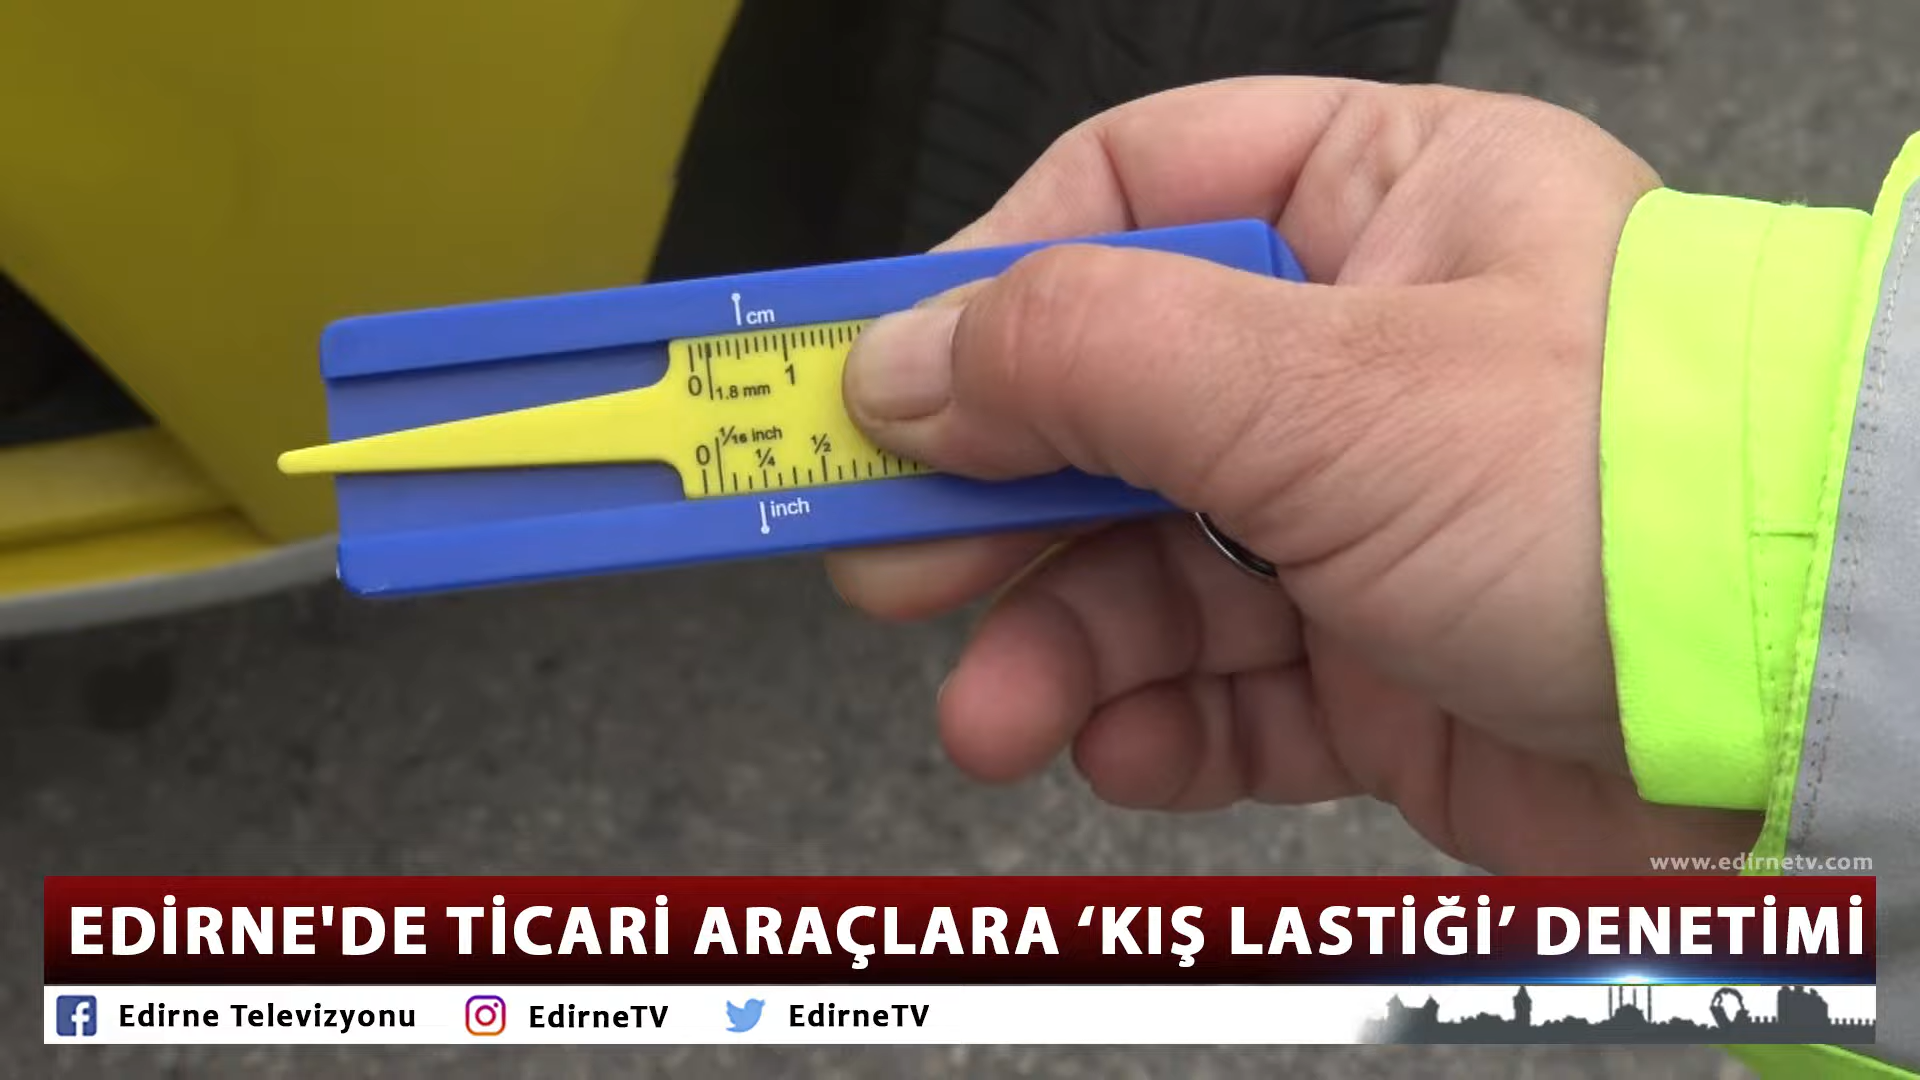 cm
0 1.8 mm 1
0 1/16 inch 1/4 1/2
inch
www.edirnetv.com
EDİRNE'DE TİCARİ ARAÇLARA ‘KIŞ LASTİĞİ’ DENETİMİ
Edirne Televizyonu EdirneTV EdirneTV